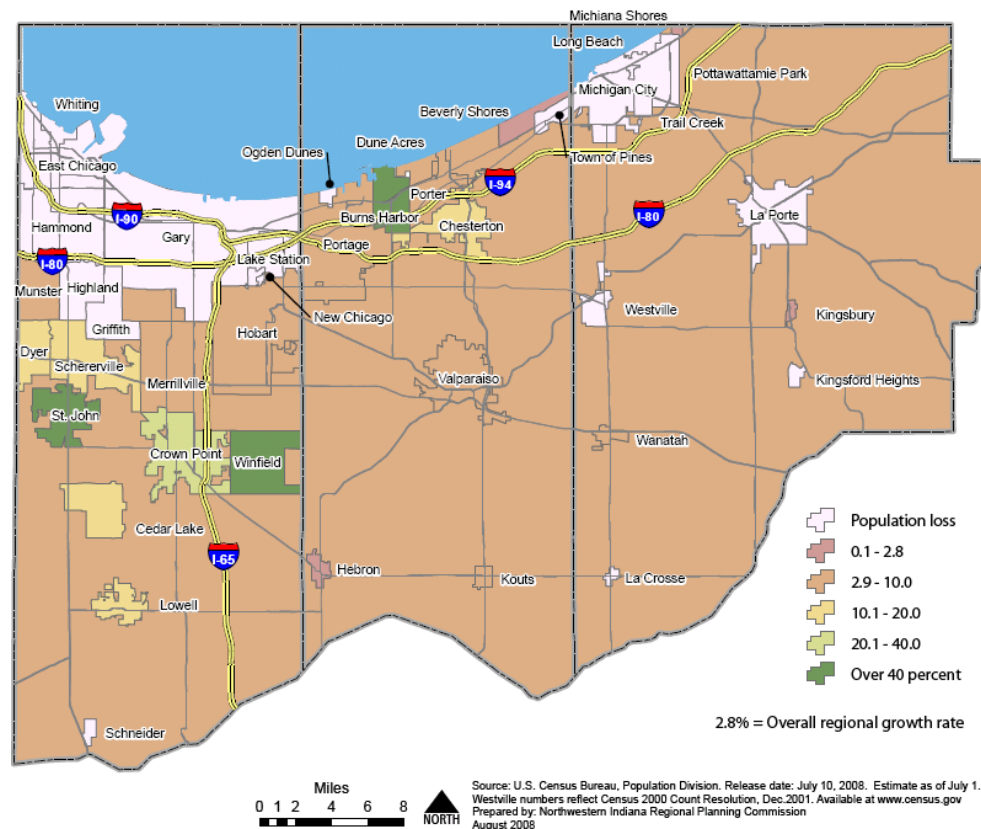 Michiana Shores
Long Beach
Pottawattamie Park
Michigan City
Whiting
Beverly Shores
Trail Creek
Ogden Dunes
Dune Acres
East Chicago
Town of Pines
I-94
Porter
I-90
Burns Harbor
I-80
La Porte
Hammond
Gary
Chesterton
Portage
I-80
Lake Station
Munster
Highland
New Chicago
Westville
Kingsbury
Griffith
Hobart
Dyer
Schererville
Merrillville
Valparaiso
Kingsford Heights
St. John
Crown Point
Winfield
Wanatah
Cedar Lake
I-65
Hebron
Kouts
La Crosse
Lowell
Schneider
Population loss
0.1 - 2.8
2.9 - 10.0
10.1 - 20.0
20.1 - 40.0
Over 40 percent
2.8% = Overall regional growth rate
Miles
0 1 2 4 6 8
NORTH
Source: U.S. Census Bureau, Population Division. Release date: July 10, 2008. Estimate as of July 1.
Westville numbers reflect Census 2000 Count Resolution, Dec.2001. Available at www.census.gov
Prepared by: Northwestern Indiana Regional Planning Commission
August 2008